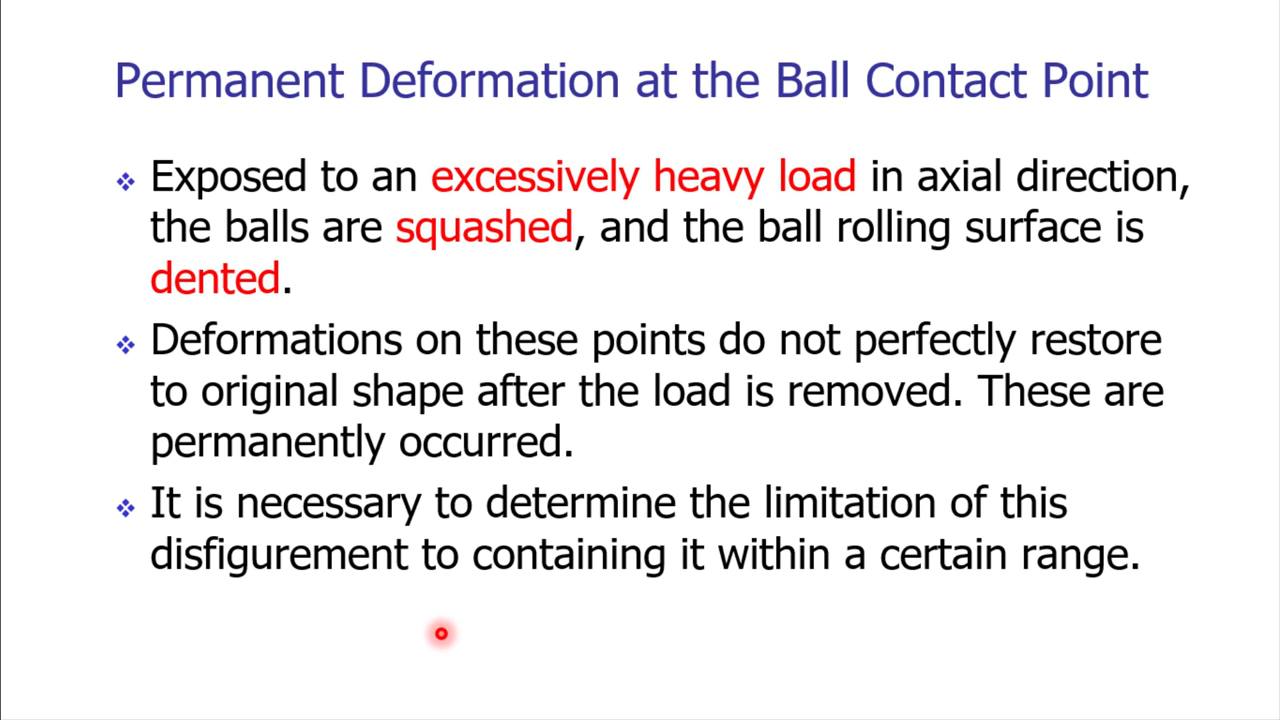 Permanent Deformation at the Ball Contact Point
Exposed to an excessively heavy load in axial direction,
the balls are squashed, and the ball rolling surface is
dented.
Deformations on these points do not perfectly restore
to original shape after the load is removed. These are
permanently occurred.
It is necessary to determine the limitation of this
disfigurement to containing it within a certain range.